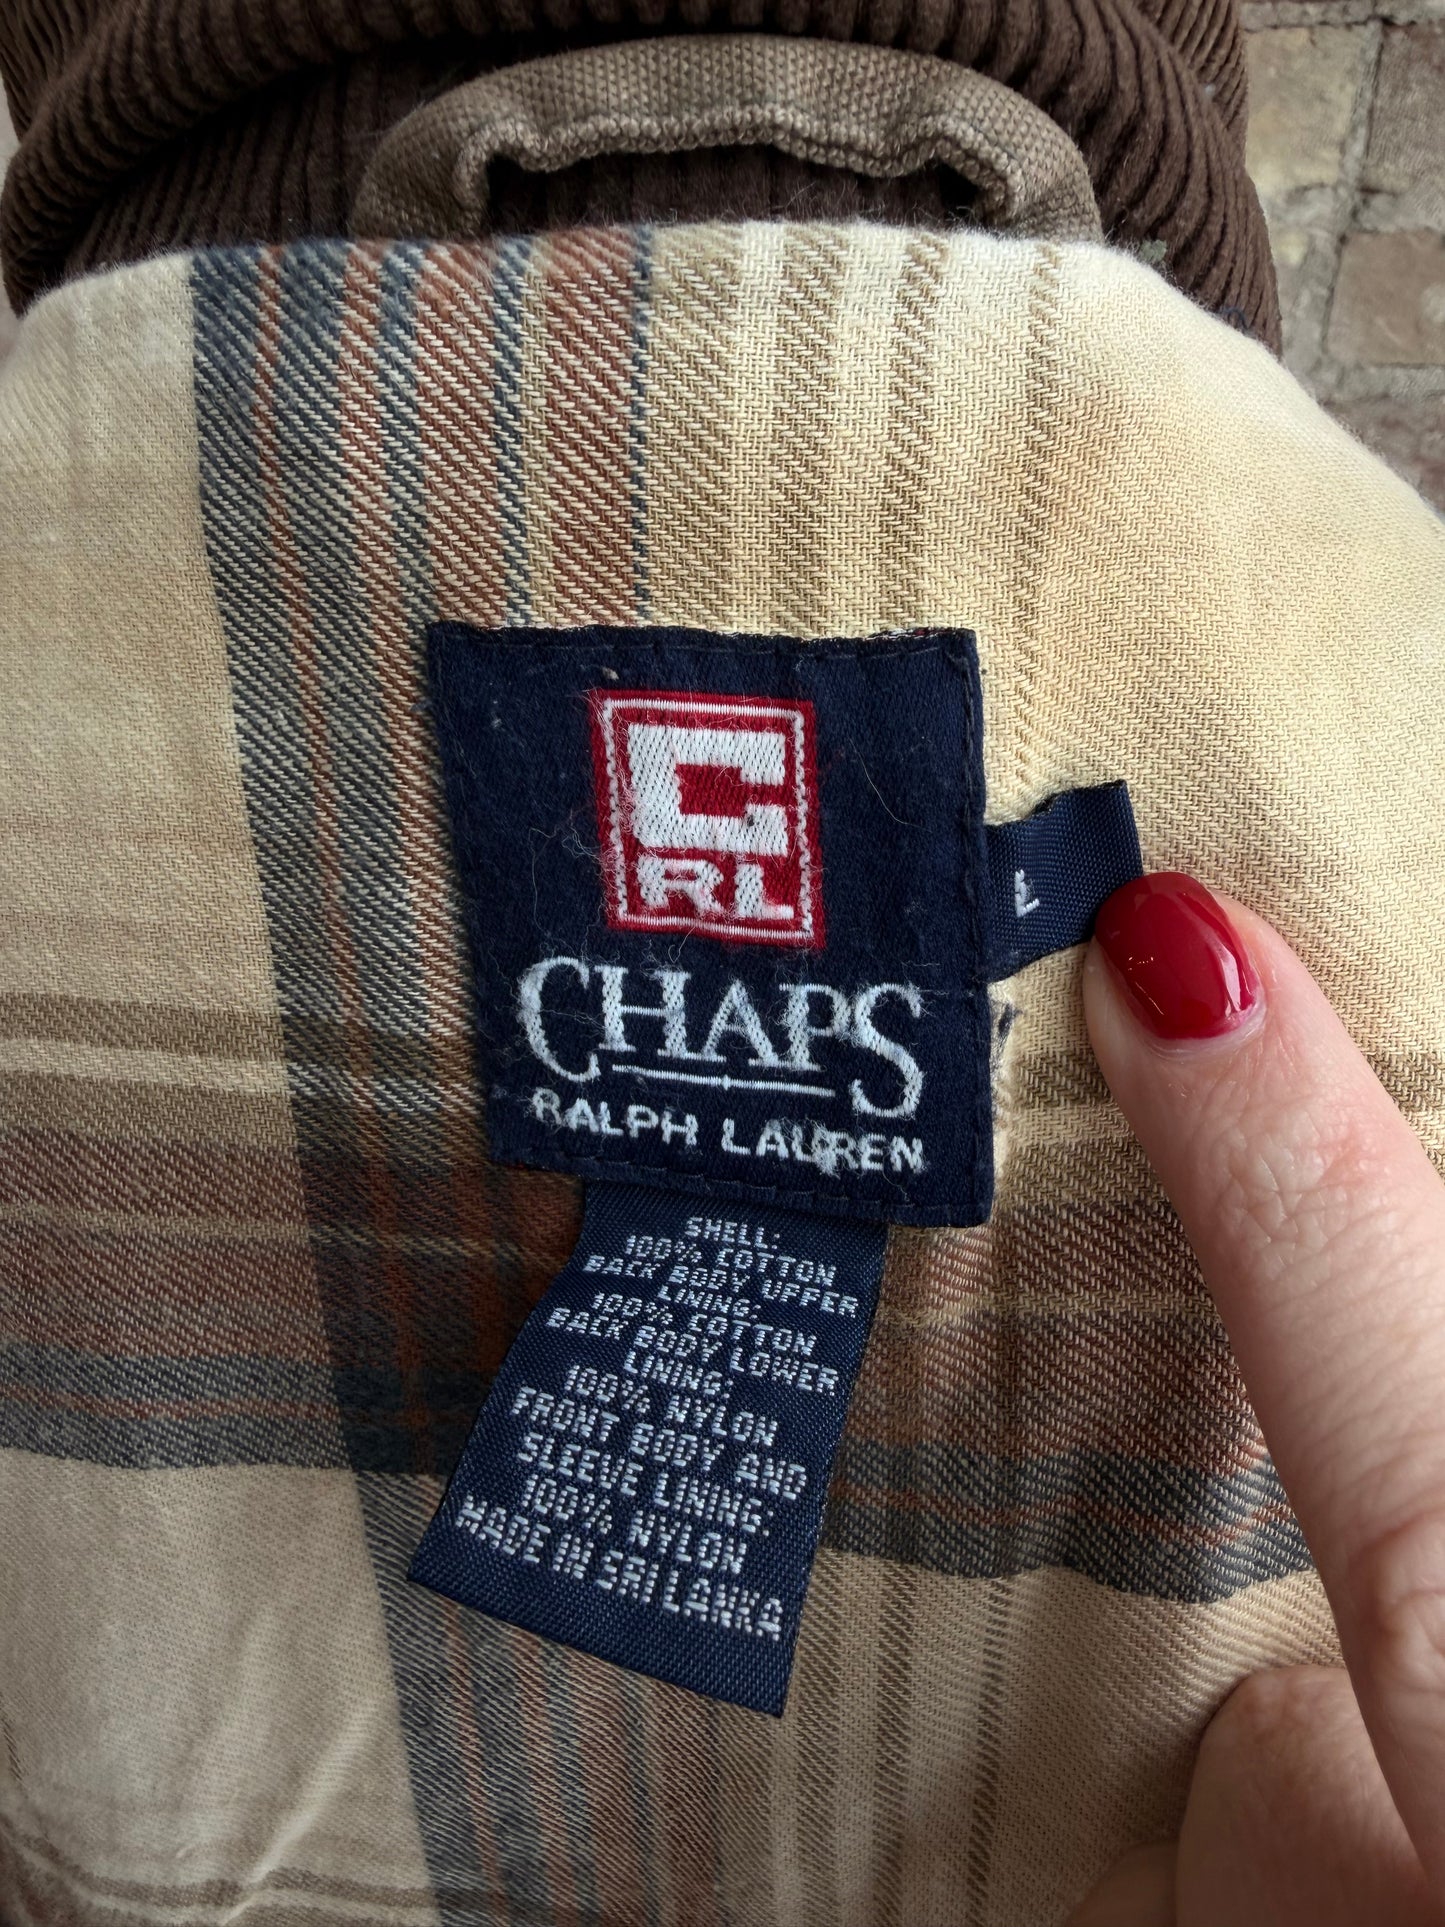 C
RL
CHAPS
RALPH LAUREN
L
SHELL:
100% COTTON
BACK BODY UPPER
LINING:
100% COTTON
BACK BODY LOWER
LINING:
100% NYLON
FRONT BODY AND
SLEEVE LINING:
100% NYLON
MADE IN SRI LANKA